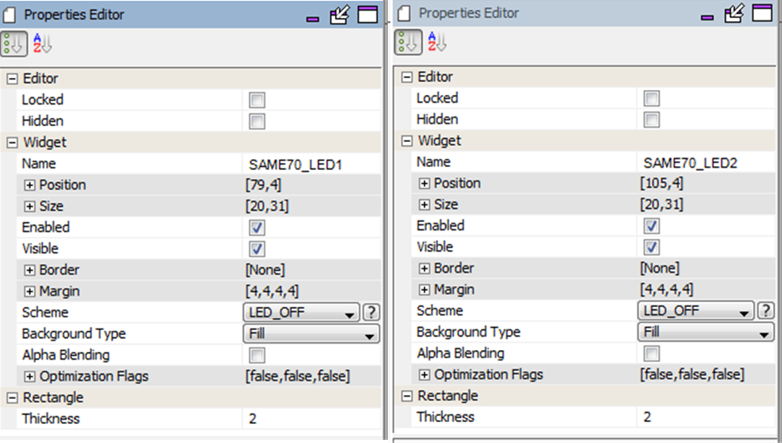 Properties Editor
Editor
Locked
Hidden
Widget
Name SAME70_LED1
Position [79,4]
Size [20,31]
Enabled
Visible
Border [None]
Margin [4,4,4,4]
Scheme LED_OFF ?
Background Type Fill
Alpha Blending
Optimization Flags [false,false,false]
Rectangle
Thickness 2
Properties Editor
Editor
Locked
Hidden
Widget
Name SAME70_LED2
Position [105,4]
Size [20,31]
Enabled
Visible
Border [None]
Margin [4,4,4,4]
Scheme LED_OFF ?
Background Type Fill
Alpha Blending
Optimization Flags [false,false,false]
Rectangle
Thickness 2